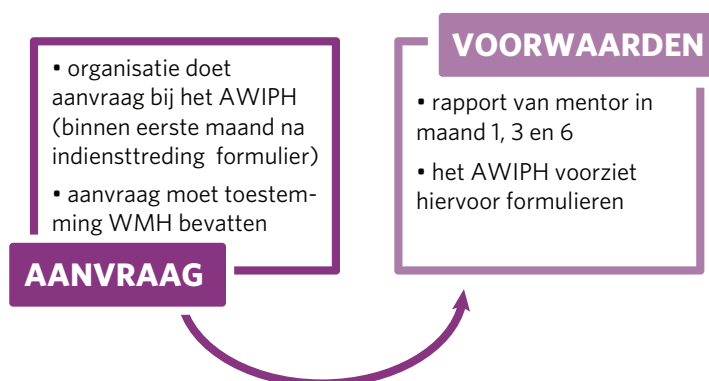 • organisatie doet
aanvraag bij het AWIPH
(binnen eerste maand na
indiensttreding formulier)
• aanvraag moet toestem-
ming WMH bevatten
AANVRAAG
VOORWAARDEN
• rapport van mentor in
maand 1, 3 en 6
• het AWIPH voorziet
hiervoor formulieren